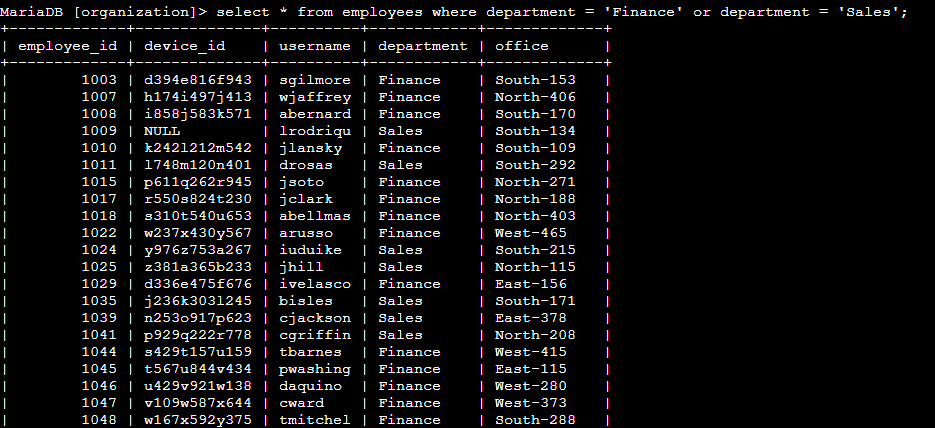 MariaDB [organization]> select * from employees where department = 'Finance' or department = 'Sales';
+-------------+--------------+----------+------------+-------------+
| employee_id | device_id    | username | department | office      |
+-------------+--------------+----------+------------+-------------+
|        1003 | d394e816f943 | sgilmore | Finance    | South-153   |
|        1007 | h174i497j413 | wjaffrey | Finance    | North-406   |
|        1008 | i858j583k571 | abernard | Finance    | South-170   |
|        1009 | NULL         | lrodriqu | Sales      | South-134   |
|        1010 | k242l212m542 | jlansky  | Finance    | South-109   |
|        1011 | l748m120n401 | drosas   | Sales      | South-292   |
|        1015 | p611q262r945 | jsoto    | Finance    | North-271   |
|        1017 | r550s824t230 | jclark   | Finance    | North-188   |
|        1018 | s310t540u653 | abellmas | Finance    | North-403   |
|        1022 | w237x430y567 | arusso   | Finance    | West-465    |
|        1024 | y976z753a267 | iuduike  | Sales      | South-215   |
|        1025 | z381a365b233 | jhill    | Sales      | North-115   |
|        1029 | d336e475f676 | ivelasco | Finance    | East-156    |
|        1035 | j236k303l245 | bisles   | Sales      | South-171   |
|        1039 | n253o917p623 | cjackson | Sales      | East-378    |
|        1041 | p929q222r778 | cgriffin | Sales      | North-208   |
|        1044 | s429t157u159 | tbarnes  | Finance    | West-415    |
|        1045 | t567u844v434 | pwashing | Finance    | East-115    |
|        1046 | u429v921w138 | daquino  | Finance    | West-280    |
|        1047 | v109w587x644 | cward    | Finance    | West-373    |
|        1048 | w167x592y375 | tmitchel | Finance    | South-288   |